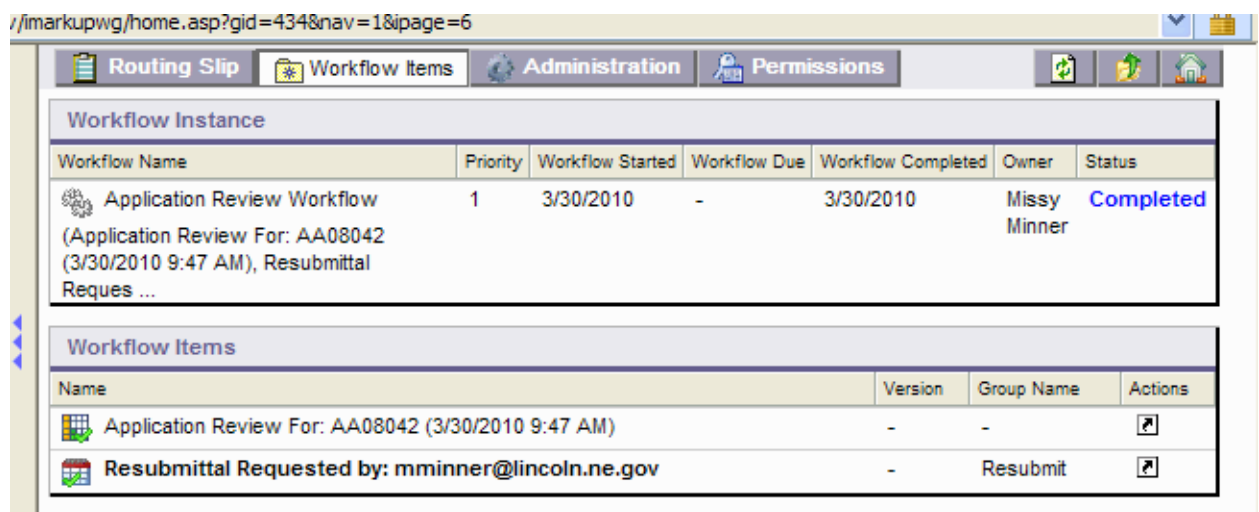 /imarkupwg/home.asp?gid=434&nav=1&ipage=6
Routing Slip Workflow Items Administration Permissions
Workflow Instance
Workflow Name Priority Workflow Started Workflow Due Workflow Completed Owner Status
Application Review Workflow 1 3/30/2010 - 3/30/2010 Missy Completed
(Application Review For: AA08042 Minner
(3/30/2010 9:47 AM), Resubmittal
Reques ...
Workflow Items
Name Version Group Name Actions
Application Review For: AA08042 (3/30/2010 9:47 AM) - -
Resubmittal Requested by: mminner@lincoln.ne.gov - Resubmit